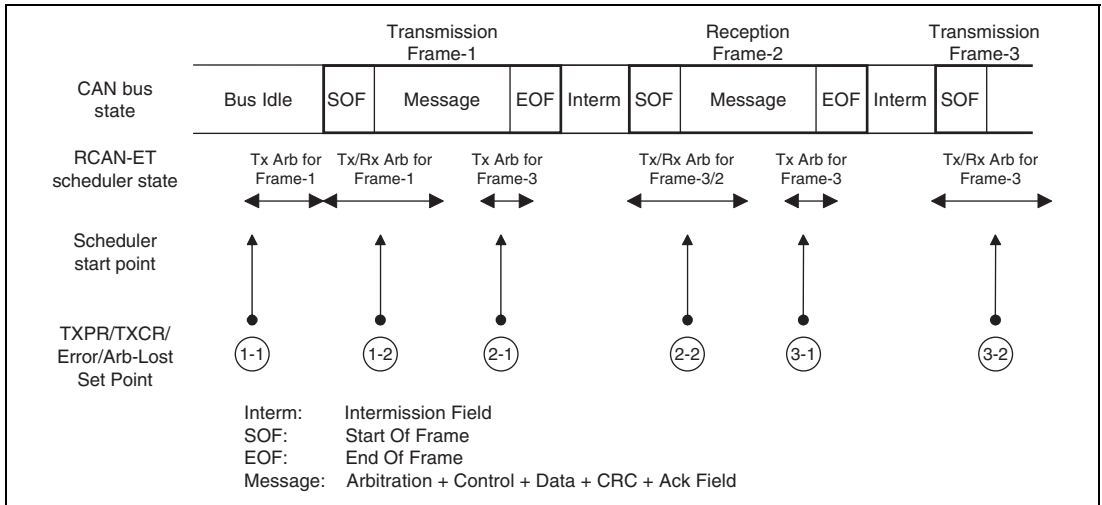 Transmission Frame-1
Reception Frame-2
Transmission Frame-3
CAN bus state
Bus Idle
SOF
Message
EOF
Interm
SOF
Message
EOF
Interm
SOF
RCAN-ET scheduler state
Tx Arb for Frame-1
Tx/Rx Arb for Frame-1
Tx Arb for Frame-3
Tx/Rx Arb for Frame-3/2
Tx Arb for Frame-3
Tx/Rx Arb for Frame-3
Scheduler start point
TXPR/TXCR/
Error/Arb-Lost
Set Point
1-1
1-2
2-1
2-2
3-1
3-2
Interm: Intermission Field
SOF: Start Of Frame
EOF: End Of Frame
Message: Arbitration + Control + Data + CRC + Ack Field